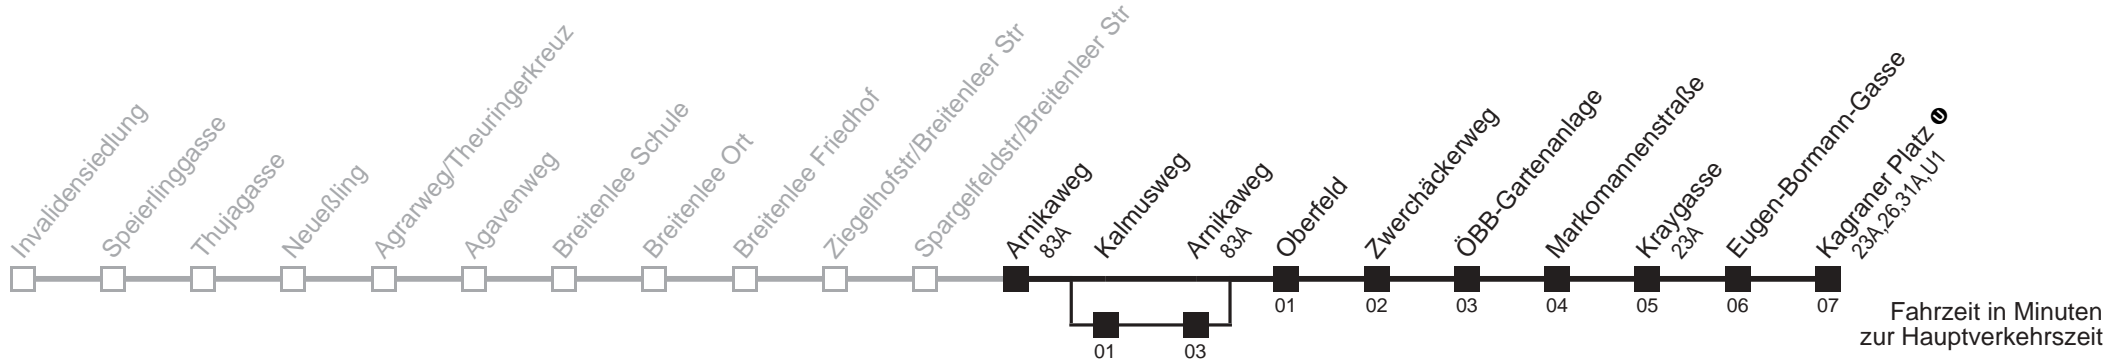 Invalidensiedlung
Speierlinggasse
Thujagasse
Neueßling
Agrarweg/Theuringerkreuz
Agavenweg
Breitenlee Schule
Breitenlee Ort
Breitenlee Friedhof
Ziegelhofstr/Breitenleer Str
Spargelfeldstr/Breitenleer Str
Arnikaweg
83A
Kalmusweg
Arnikaweg
83A
Oberfeld
Zwerchäckerweg
ÖBB-Gartenanlage
Markomannenstraße
Kraygasse
23A
Eugen-Bormann-Gasse
Kagraner Platz U
23A,26,31A,U1
01 02 03 04 05 06 07
01 03
Fahrzeit in Minuten
zur Hauptverkehrszeit